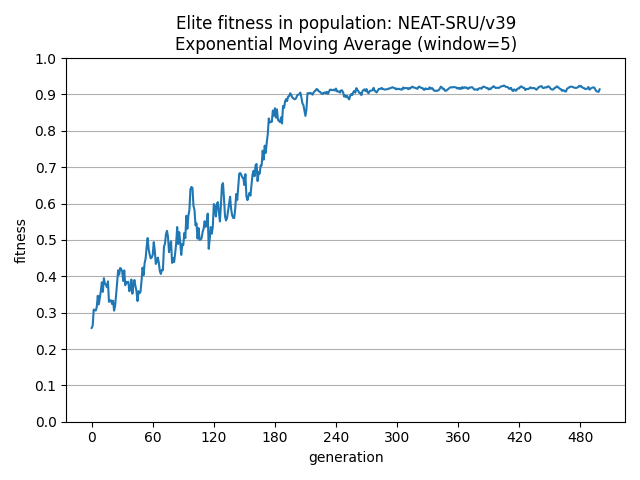 Elite fitness in population: NEAT-SRU/v39
Exponential Moving Average (window=5)
1.0
0.9
0.8
0.7
0.6
0.5
0.4
0.3
0.2
0.1
0.0
fitness
0 60 120 180 240 300 360 420 480
generation